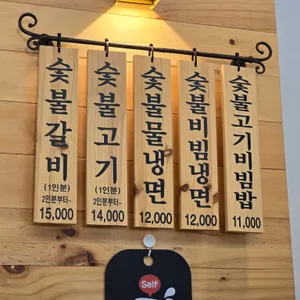 숯불갈비
(1인분)
2인분부터~
15,000
숯불고기
(1인분)
2인분부터~
14,000
숯불물냉면
12,000
숯불비빔냉면
12,000
숯불고기비빔밥
11,000
Self